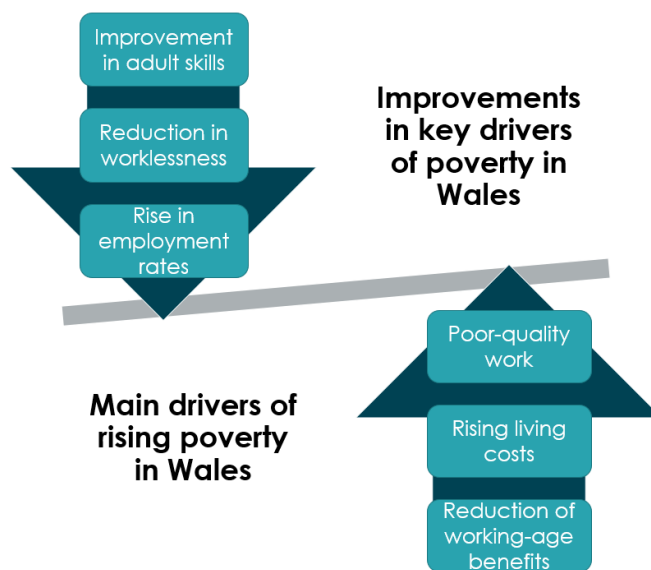 Improvement
in adult skills
Reduction in
worklessness
Rise in
employment
rates
Improvements
in key drivers
of poverty in
Wales
Main drivers of
rising poverty
in Wales
Poor-quality
work
Rising living
costs
Reduction of
working-age
benefits